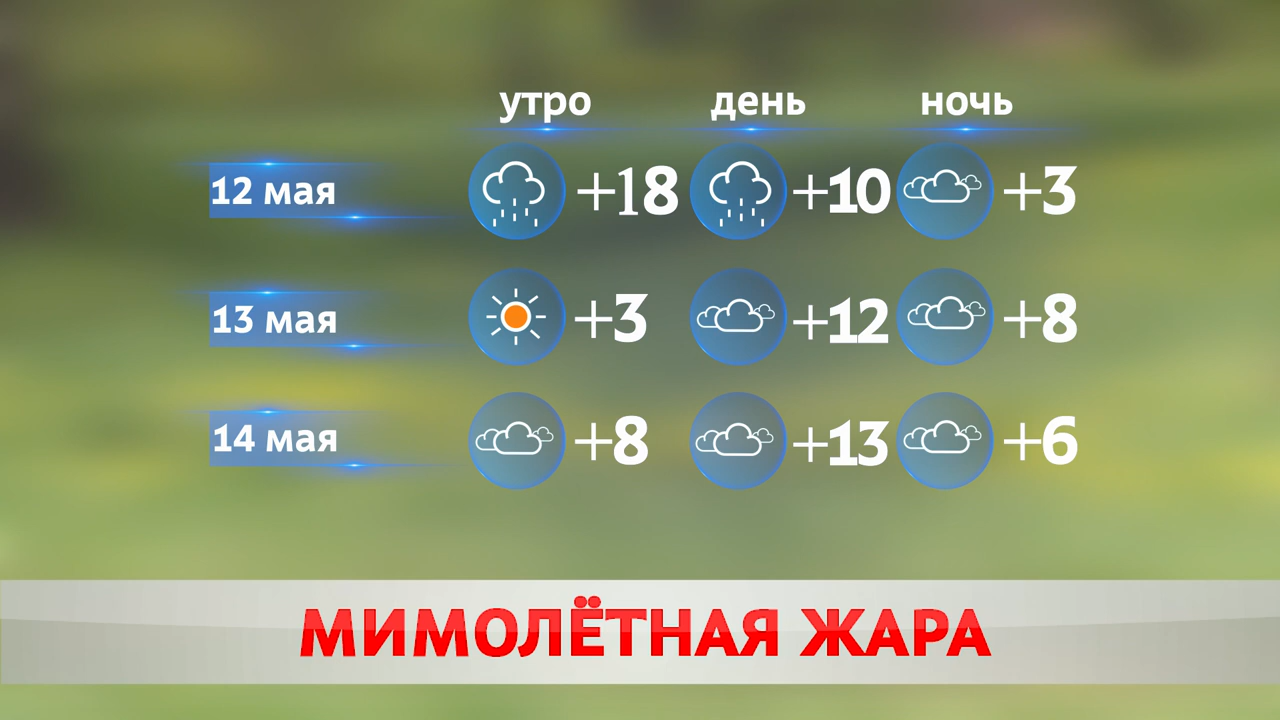 утро день ночь
12 мая +18 +10 +3
13 мая +3 +12 +8
14 мая +8 +13 +6
МИМОЛЁТНАЯ ЖАРА